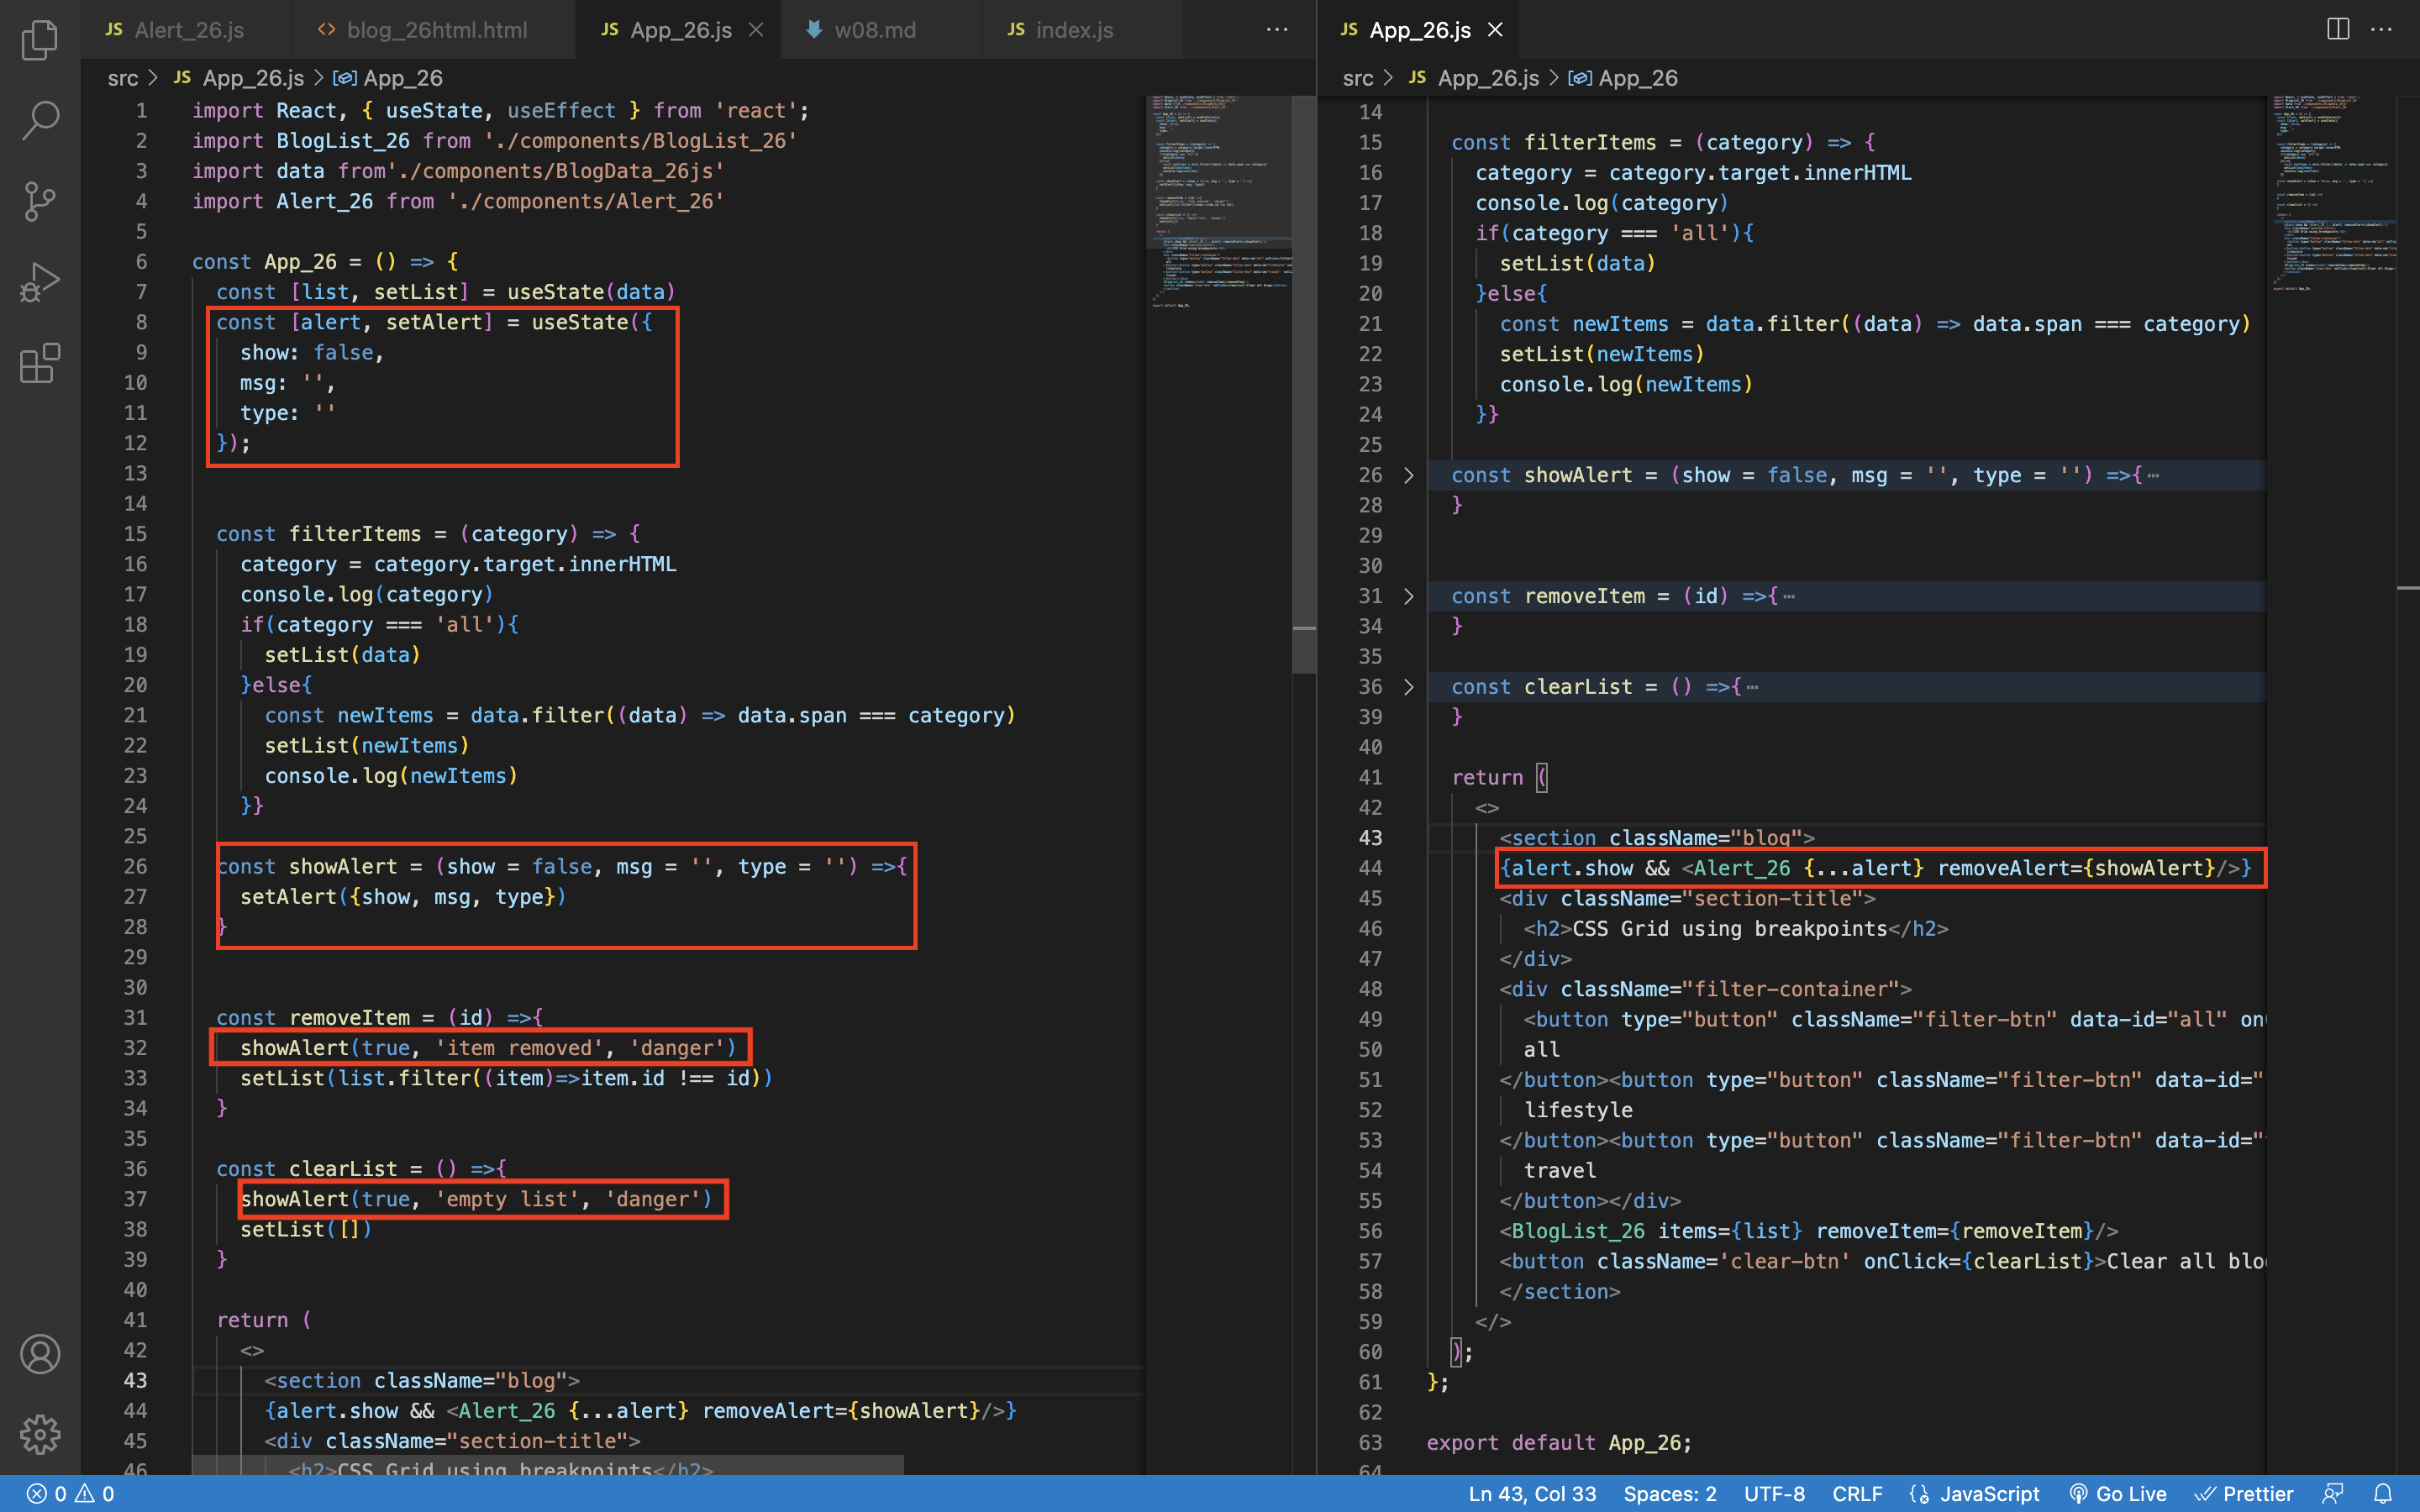 JS Alert_26.js <> blog_26html.html JS App_26.js w08.md JS index.js ···
src > JS App_26.js > App_26
1 import React, { useState, useEffect } from 'react';
2 import BlogList_26 from './components/BlogList_26'
3 import data from'./components/BlogData_26js'
4 import Alert_26 from './components/Alert_26'
5
6 const App_26 = () => {
7 const [list, setList] = useState(data)
8 const [alert, setAlert] = useState({
9 show: false,
10 msg: '',
11 type: ''
12 });
13
14
15 const filterItems = (category) => {
16 category = category.target.innerHTML
17 console.log(category)
18 if(category === 'all'){
19 setList(data)
20 }else{
21 const newItems = data.filter((data) => data.span === category)
22 setList(newItems)
23 console.log(newItems)
24 }}
25
26 const showAlert = (show = false, msg = '', type = '') =>{
27 setAlert({show, msg, type})
28 }
29
30
31 const removeItem = (id) =>{
32 showAlert(true, 'item removed', 'danger')
33 setList(list.filter((item)=>item.id !== id))
34 }
35
36 const clearList = () =>{
37 showAlert(true, 'empty list', 'danger')
38 setList([])
39 }
40
41 return (
42 <>
43 <section className="blog">
44 {alert.show && <Alert_26 {...alert} removeAlert={showAlert}/>}
45 <div className="section-title">
46 <h2>CSS Grid using breakpoints</h2>
JS App_26.js ···
src > JS App_26.js > App_26
14
15 const filterItems = (category) => {
16 category = category.target.innerHTML
17 console.log(category)
18 if(category === 'all'){
19 setList(data)
20 }else{
21 const newItems = data.filter((data) => data.span === category)
22 setList(newItems)
23 console.log(newItems)
24 }}
25
26 > const showAlert = (show = false, msg = '', type = '') =>{···
28 }
29
30
31 > const removeItem = (id) =>{···
34 }
35
36 > const clearList = () =>{···
39 }
40
41 return (
42 <>
43 <section className="blog">
44 {alert.show && <Alert_26 {...alert} removeAlert={showAlert}/>}
45 <div className="section-title">
46 <h2>CSS Grid using breakpoints</h2>
47 </div>
48 <div className="filter-container">
49 <button type="button" className="filter-btn" data-id="all" on
50 all
51 </button><button type="button" className="filter-btn" data-id="
52 lifestyle
53 </button><button type="button" className="filter-btn" data-id="
54 travel
55 </button></div>
56 <BlogList_26 items={list} removeItem={removeItem}/>
57 <button className='clear-btn' onClick={clearList}>Clear all blo
58 </section>
59 </>
60 );
61 };
62
63 export default App_26;
64
0 0 Ln 43, Col 33 Spaces: 2 UTF-8 CRLF JavaScript Go Live Prettier